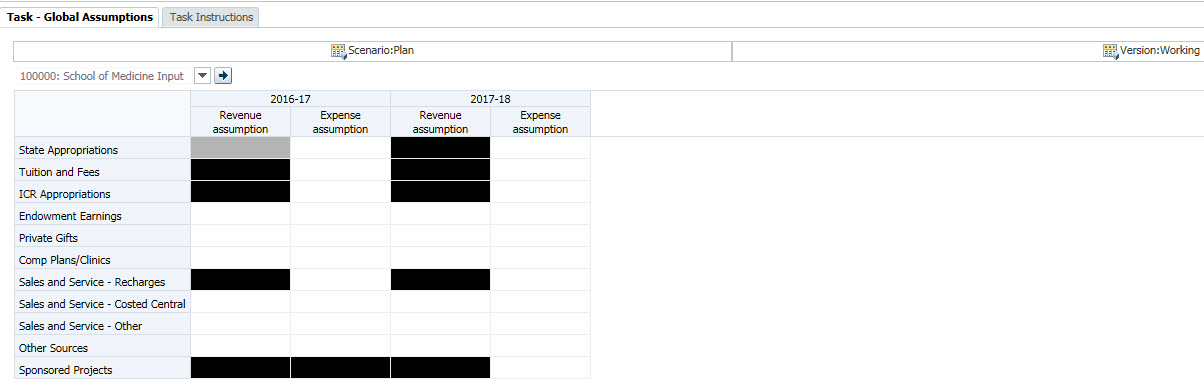 Task - Global Assumptions Task Instructions
Scenario:Plan Version:Working
100000: School of Medicine Input
2016-17 2017-18
Revenue assumption Expense assumption Revenue assumption Expense assumption
State Appropriations
Tuition and Fees
ICR Appropriations
Endowment Earnings
Private Gifts
Comp Plans/Clinics
Sales and Service - Recharges
Sales and Service - Costed Central
Sales and Service - Other
Other Sources
Sponsored Projects